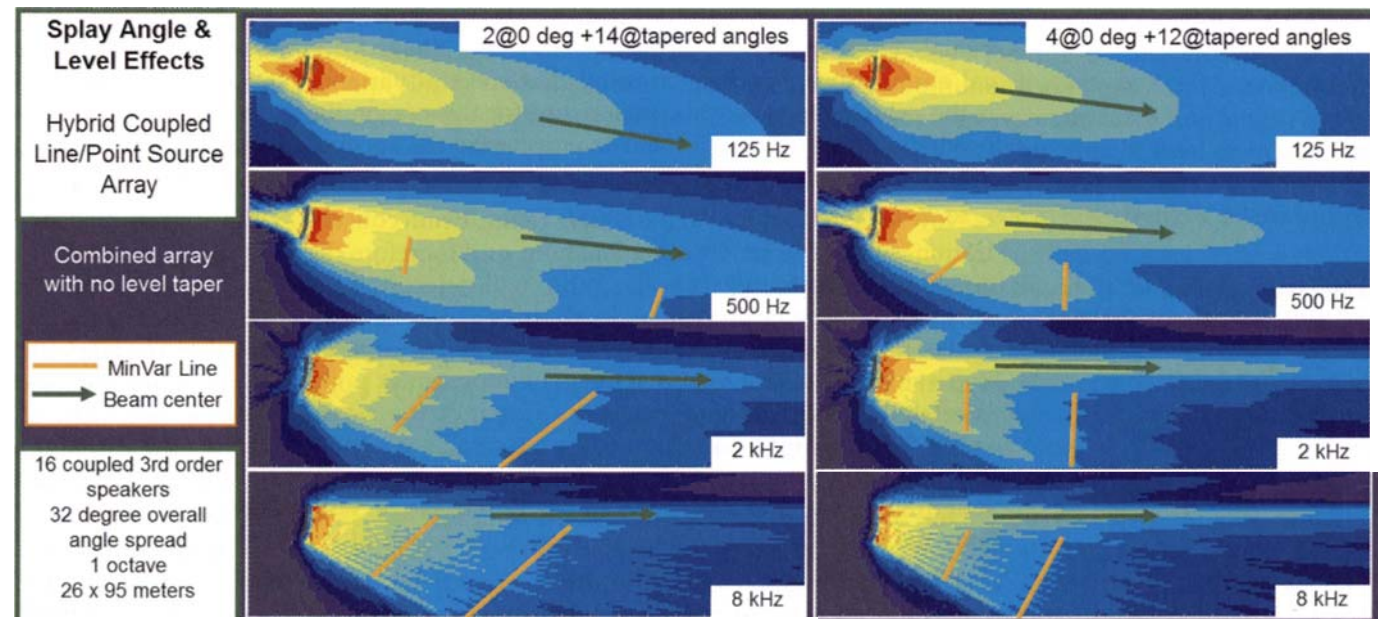 Splay Angle &
Level Effects
Hybrid Coupled
Line/Point Source
Array
Combined array
with no level taper
MinVar Line
Beam center
16 coupled 3rd order
speakers
32 degree overall
angle spread
1 octave
26 x 95 meters
2@0 deg +14@tapered angles
125 Hz
500 Hz
2 kHz
8 kHz
4@0 deg +12@tapered angles
125 Hz
500 Hz
2 kHz
8 kHz